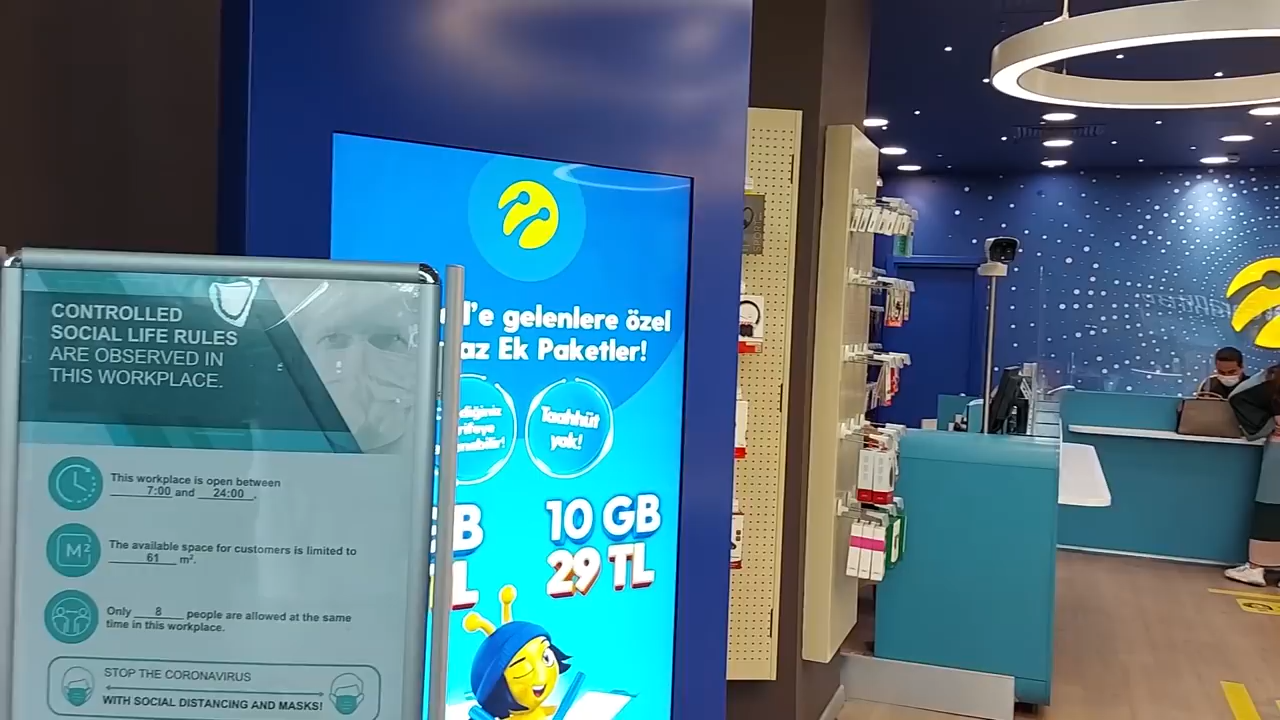 CONTROLLED
SOCIAL LIFE RULES
ARE OBSERVED IN
THIS WORKPLACE.
This workplace is open between
7:00 and 24:00.
M²
The available space for customers is limited to
61 m².
Only 8 people are allowed at the same
time in this workplace.
STOP THE CORONAVIRUS
WITH SOCIAL DISTANCING AND MASKS!
l'e gelenlere özel
az Ek Paketler!
Taahhüt
yok!
10 GB
29 TL